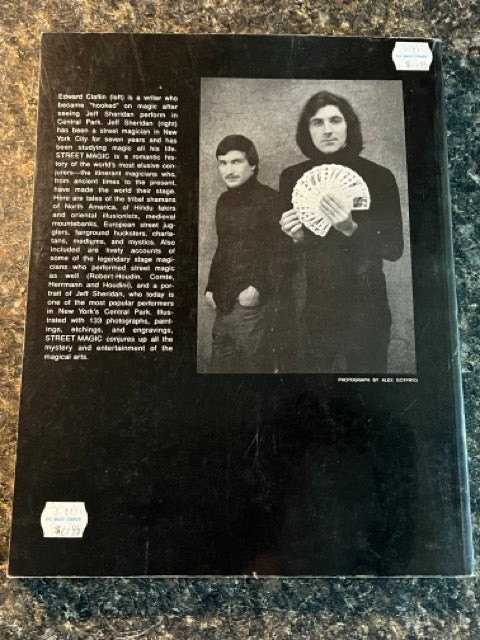 Edward Claflin (left) is a writer who
became "hooked" on magic after
seeing Jeff Sheridan perform in
Central Park. Jeff Sheridan (right)
has been a street magician in New
York City for seven years and has
been studying magic all his life.
STREET MAGIC is a romantic his-
tory of the world's most elusive con-
jurers—the itinerant magicians who,
from ancient times to the present,
have made the world their stage.
Here are tales of the tribal shamans
of North America, of Hindu fakirs
and oriental illusionists, medieval
mountebanks, European street jug-
glers, fairground hucksters, charla-
tans, mediums, and mystics. Also
included are lively accounts of
some of the legendary stage magi-
cians who performed street magic
as well (Robert-Houdin, Comte,
Herrmann and Houdini), and a por-
trait of Jeff Sheridan, who today is
one of the most popular performers
in New York's Central Park. Illus-
trated with 133 photographs, paint-
ings, etchings, and engravings,
STREET MAGIC conjures up all the
mystery and entertainment of the
magical arts.
PHOTOGRAPH BY ALEX